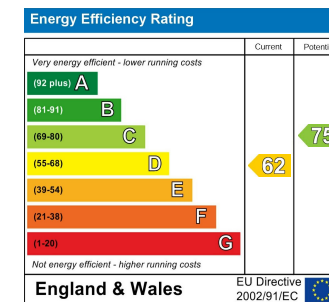 Energy Efficiency Rating
Current
Very energy efficient - lower running costs
(92 plus) A
(81-91) B
(69-80) C
75
(55-68) D
62
(39-54) E
(21-38) F
(1-20) G
Not energy efficient - higher running costs
England & Wales
EU Directive
2002/91/EC